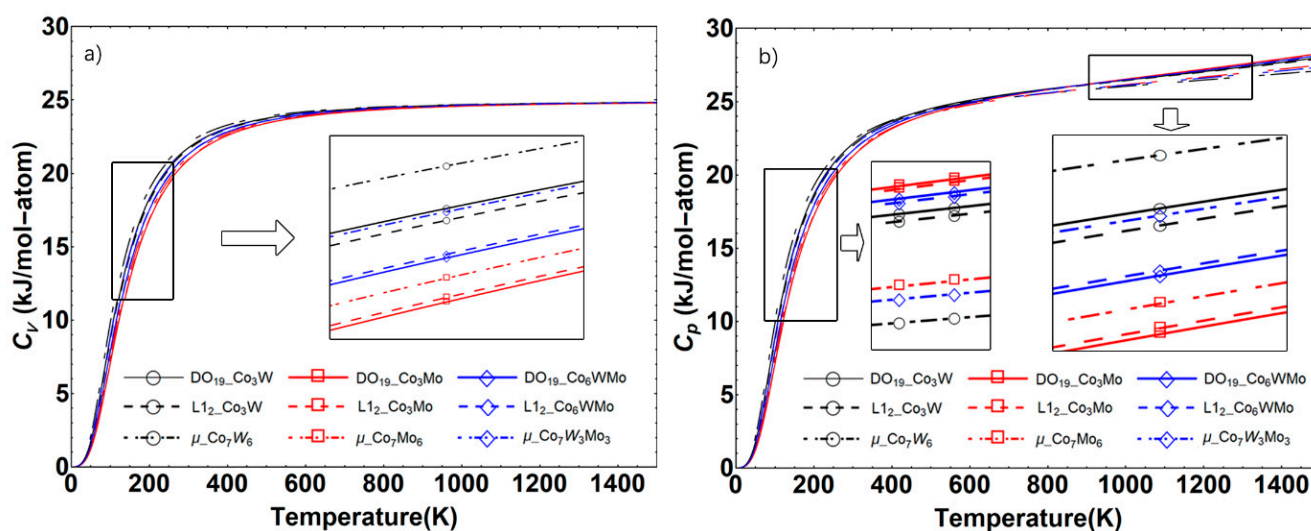 a)
30
25
20
15
10
5
0
C_v (kJ/mol–atom)
DO₁₉_Co₃W DO₁₉_Co₃Mo DO₁₉_Co₆WMo
L1₂_Co₃W L1₂_Co₃Mo L1₂_Co₆WMo
μ_Co₇W₆ μ_Co₇Mo₆ μ_Co₇W₃Mo₃
0 200 400 600 800 1000 1200 1400
Temperature(K)
b)
30
25
20
15
10
5
0
C_p (kJ/mol–atom)
DO₁₉_Co₃W DO₁₉_Co₃Mo DO₁₉_Co₆WMo
L1₂_Co₃W L1₂_Co₃Mo L1₂_Co₆WMo
μ_Co₇W₆ μ_Co₇Mo₆ μ_Co₇W₃Mo₃
0 200 400 600 800 1000 1200 1400
Temperature(K)